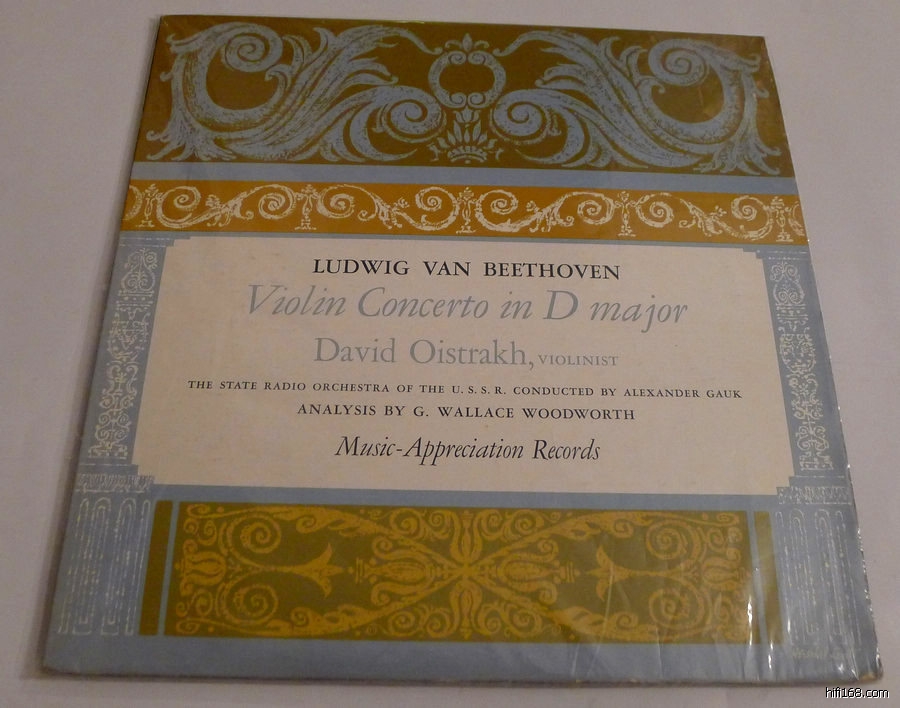 LUDWIG VAN BEETHOVEN
Violin Concerto in D major
David Oistrakh, VIOLINIST
THE STATE RADIO ORCHESTRA OF THE U. S. S. R. CONDUCTED BY ALEXANDER GAUK
ANALYSIS BY G. WALLACE WOODWORTH
Music-Appreciation Records
hifi168.com